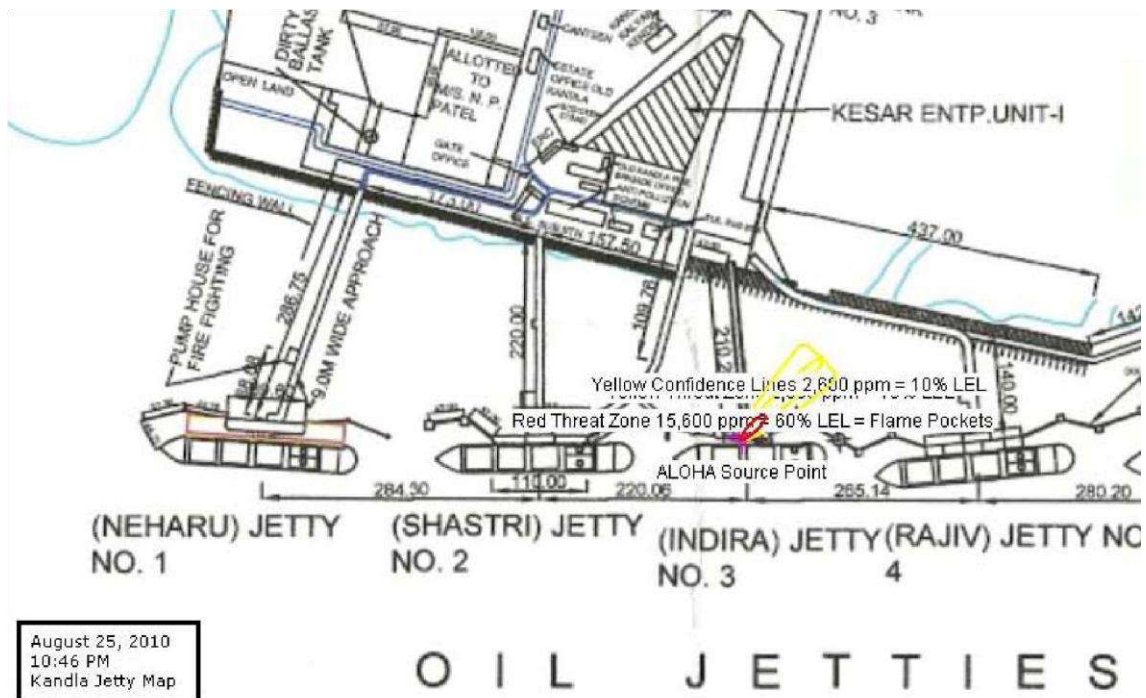 NO. 3
DIRTY
BALLAS
TANK
CANTEEN
ALLOTTED
TO
M/S. N. P.
PATEL
ESTATE
OFFICE OLD
KANDLA
OPEN LAND
KESAR ENTP.UNIT-I
GATE
OFFICE
FENCING WALL
173.00
157.50
437.00
PUMP HOUSE FOR
FIRE FIGHTING
286.75
9.0M WIDE APPROACH
220.00
109.76
210.2
140.00
142
Yellow Confidence Lines 2,600 ppm = 10% LEL
Red Threat Zone 15,600 ppm = 60% LEL = Flame Pockets
ALOHA Source Point
284.30
110.00
220.06
265.14
280.20
(NEHARU) JETTY
NO. 1
(SHASTRI) JETTY
NO. 2
(INDIRA) JETTY
NO. 3
(RAJIV) JETTY NO
4
August 25, 2010
10:46 PM
Kandla Jetty Map
OIL JETTIES